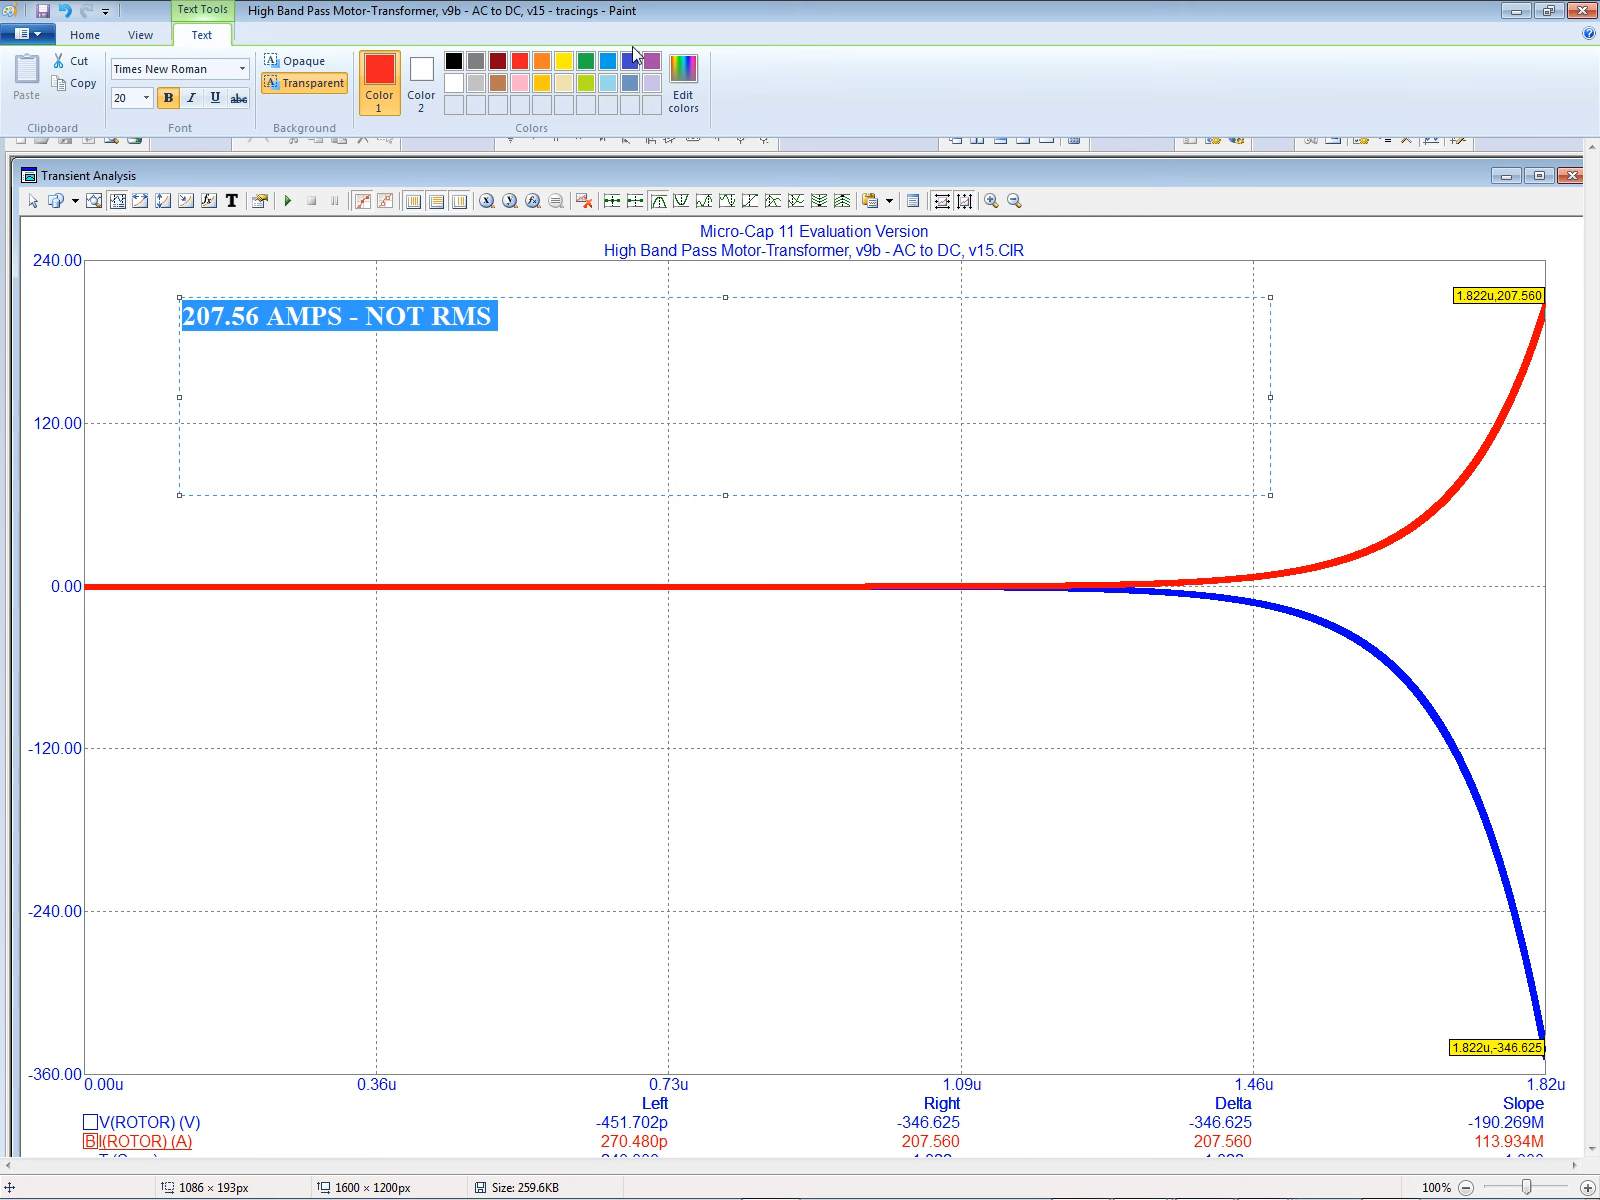 Text Tools
High Band Pass Motor-Transformer, v9b - AC to DC, v15 - tracings - Paint
Home
View
Text
Paste
Cut
Copy
Clipboard
Times New Roman
20
B I U abc
Font
Opaque
Transparent
Background
Color 1
Color 2
Edit colors
Colors
Transient Analysis
Micro-Cap 11 Evaluation Version
High Band Pass Motor-Transformer, v9b - AC to DC, v15.CIR
240.00
207.56 AMPS - NOT RMS
1.822u,207.560
120.00
0.00
-120.00
-240.00
1.822u,-346.625
-360.00
0.00u 0.36u 0.73u 1.09u 1.46u 1.82u
Left Right Delta Slope
V(ROTOR) (V) -451.702p -346.625 -346.625 -190.269M
B I(ROTOR) (A) 270.480p 207.560 207.560 113.934M
1086 × 193px
1600 × 1200px
Size: 259.6KB
100%